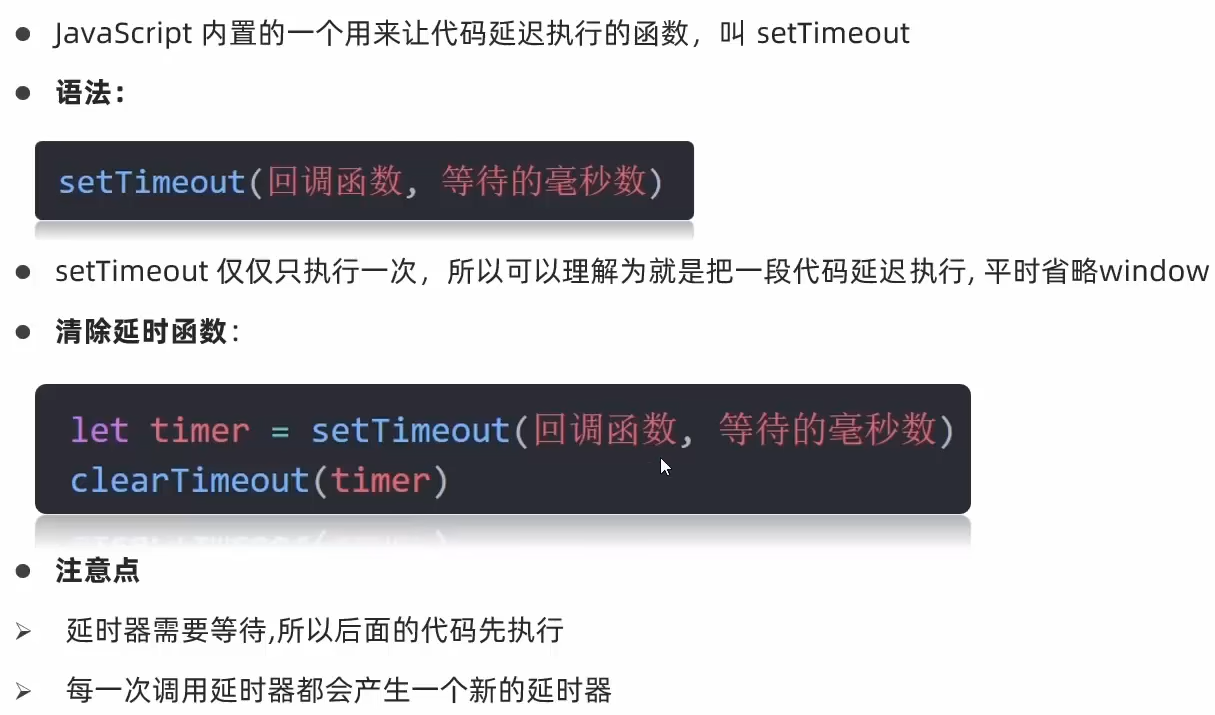 ● JavaScript 内置的一个用来让代码延迟执行的函数，叫 setTimeout
● 语法：
setTimeout(回调函数, 等待的毫秒数)
● setTimeout 仅仅只执行一次，所以可以理解为就是把一段代码延迟执行, 平时省略window
● 清除延时函数：
let timer = setTimeout(回调函数, 等待的毫秒数)
clearTimeout(timer)
● 注意点
➢ 延时器需要等待,所以后面的代码先执行
➢ 每一次调用延时器都会产生一个新的延时器